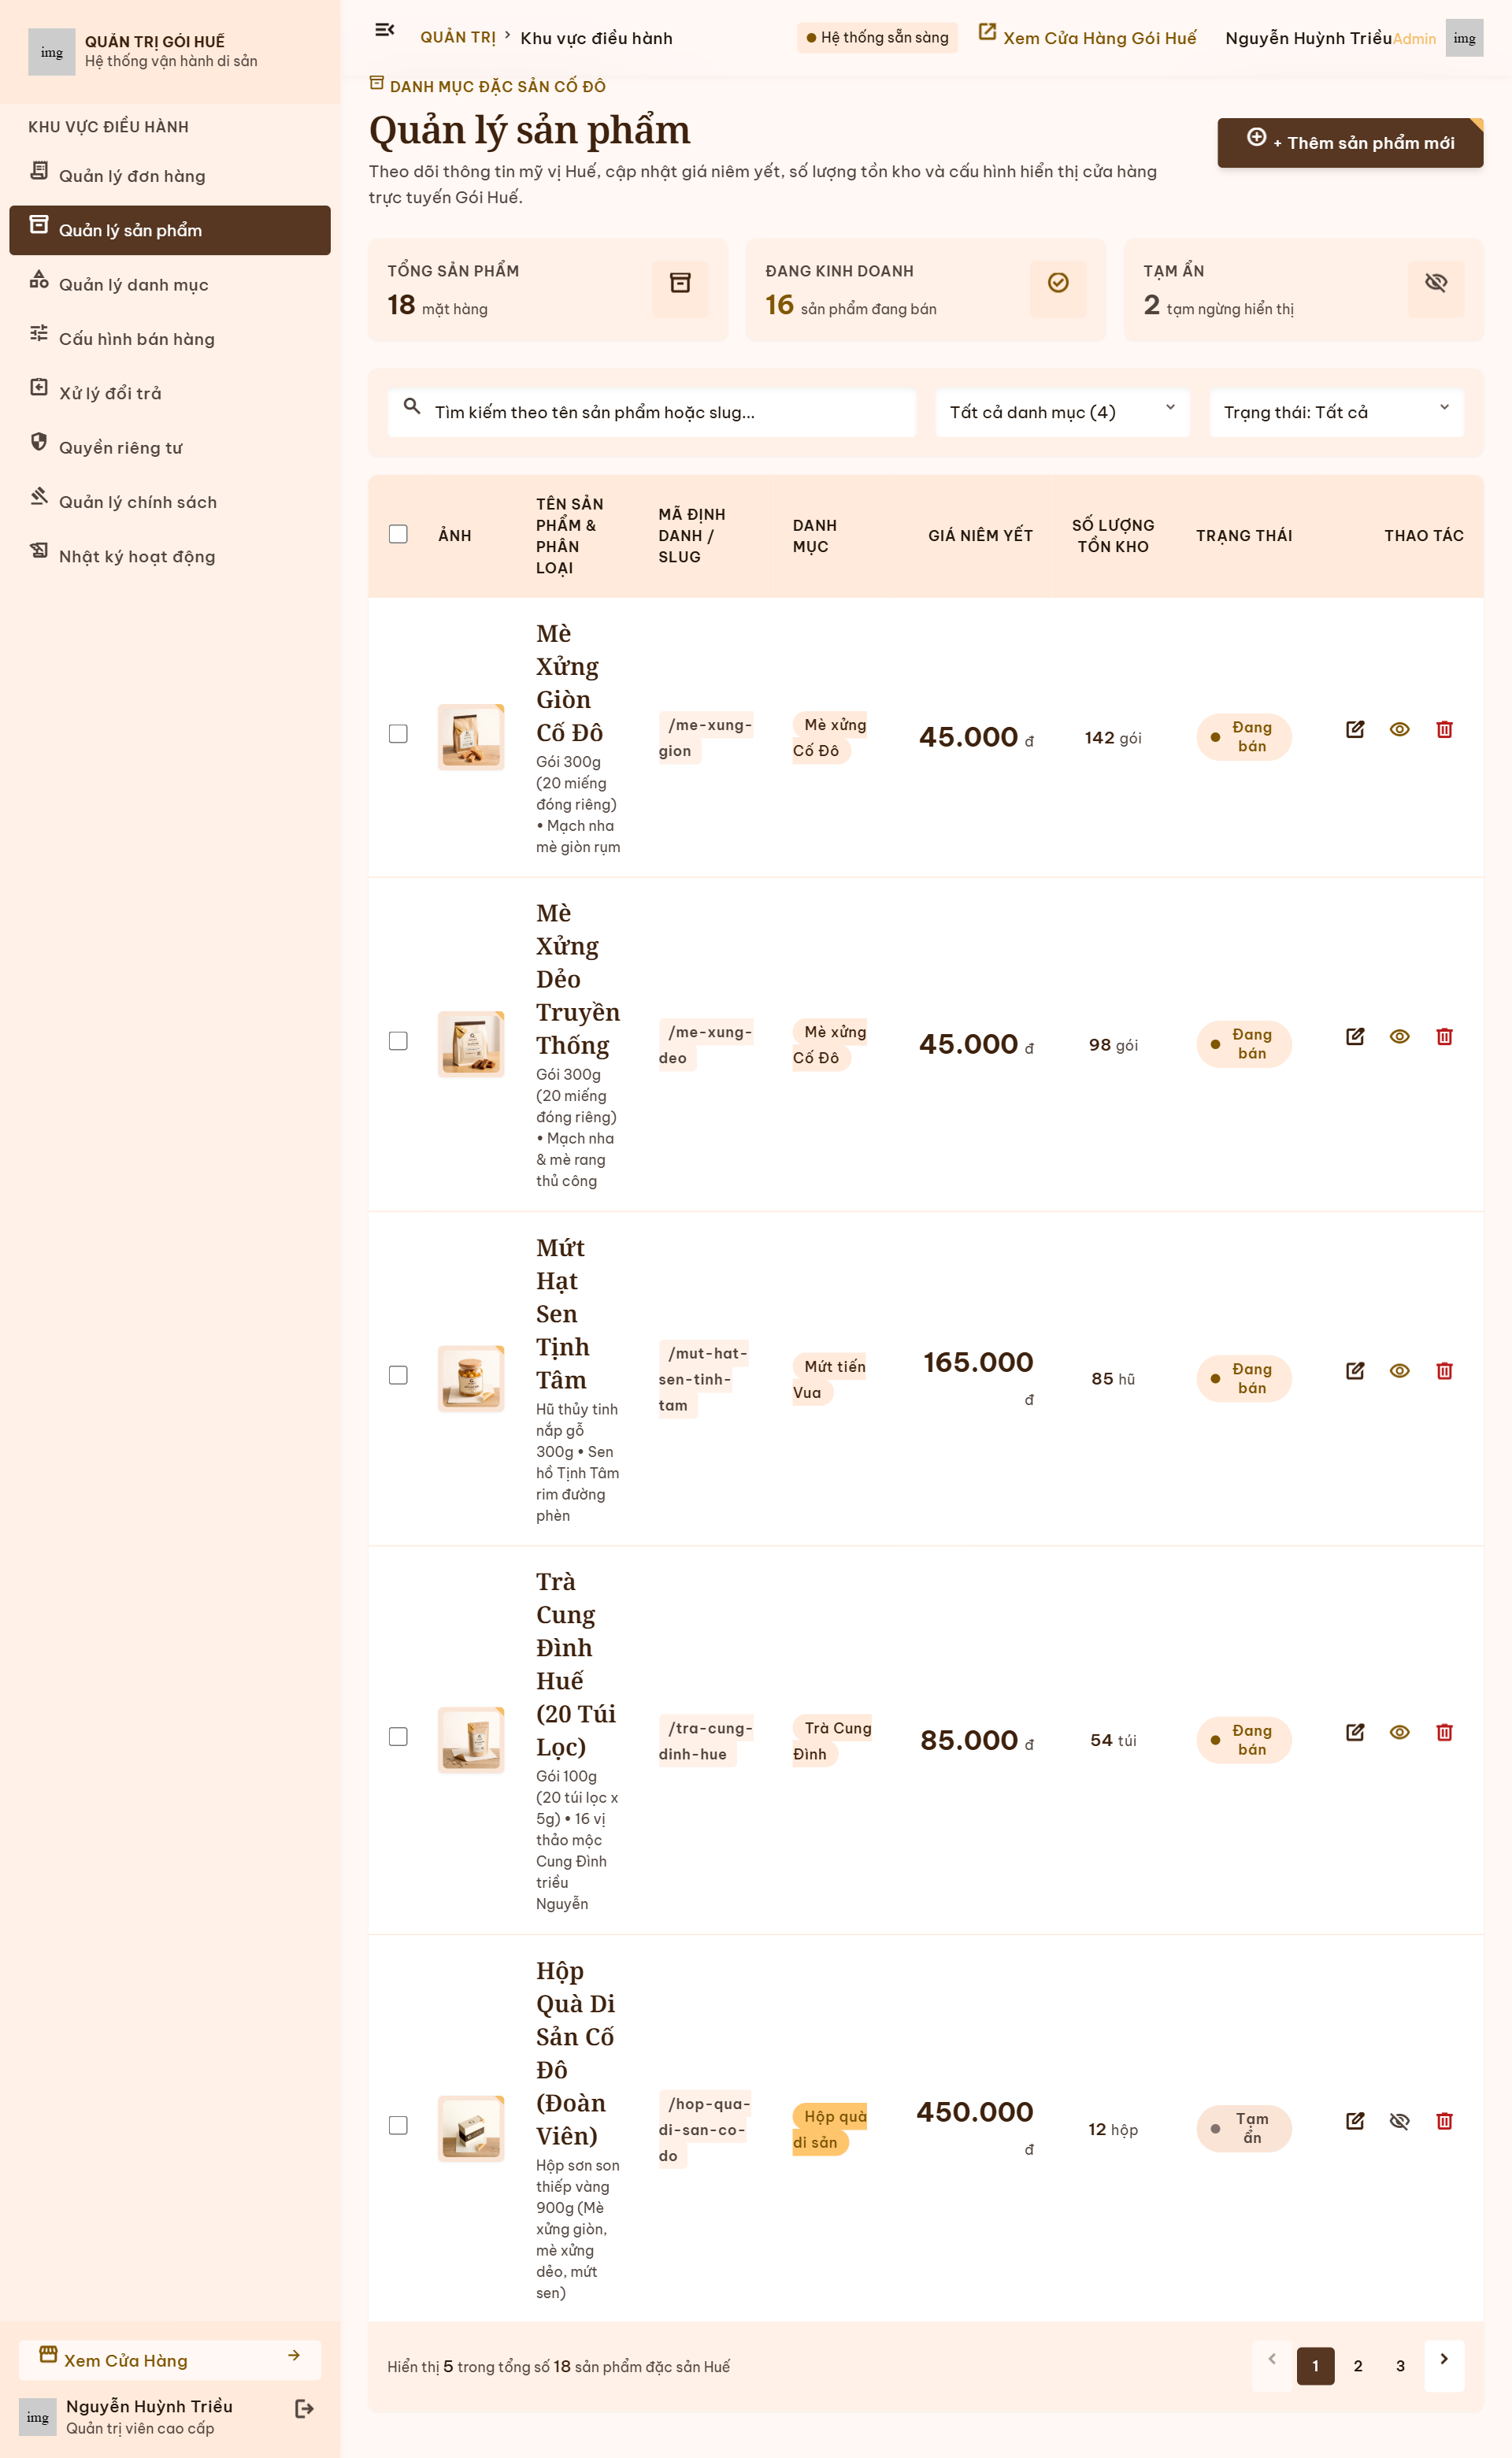 img
QUẢN TRỊ GÓI HUẾ
Hệ thống vận hành di sản
KHU VỰC ĐIỀU HÀNH
Quản lý đơn hàng
Quản lý sản phẩm
Quản lý danh mục
Cấu hình bán hàng
Xử lý đổi trả
Quyền riêng tư
Quản lý chính sách
Nhật ký hoạt động
Xem Cửa Hàng
img
Nguyễn Huỳnh Triều
Quản trị viên cao cấp
QUẢN TRỊ
Khu vực điều hành
Hệ thống sẵn sàng
Xem Cửa Hàng Gói Huế
Nguyễn Huỳnh TriềuAdmin
img
DANH MỤC ĐẶC SẢN CỐ ĐÔ
Quản lý sản phẩm
Theo dõi thông tin mỹ vị Huế, cập nhật giá niêm yết, số lượng tồn kho và cấu hình hiển thị cửa hàng
trực tuyến Gói Huế.
+ Thêm sản phẩm mới
TỔNG SẢN PHẨM
18 mặt hàng
ĐANG KINH DOANH
16 sản phẩm đang bán
TẠM ẨN
2 tạm ngừng hiển thị
Tìm kiếm theo tên sản phẩm hoặc slug...
Tất cả danh mục (4)
Trạng thái: Tất cả
ẢNH
TÊN SẢN
PHẨM &
PHÂN
LOẠI
MÃ ĐỊNH
DANH /
SLUG
DANH
MỤC
GIÁ NIÊM YẾT
SỐ LƯỢNG
TỒN KHO
TRẠNG THÁI
THAO TÁC
Mè
Xửng
Giòn
Cố Đô
Gói 300g
(20 miếng
đóng riêng)
• Mạch nha
mè giòn rụm
/me-xung-
gion
Mè xửng
Cố Đô
45.000 đ
142 gói
Đang
bán
Mè
Xửng
Dẻo
Truyền
Thống
Gói 300g
(20 miếng
đóng riêng)
• Mạch nha
& mè rang
thủ công
/me-xung-
deo
Mè xửng
Cố Đô
45.000 đ
98 gói
Đang
bán
Mứt
Hạt
Sen
Tịnh
Tâm
Hũ thủy tinh
nắp gỗ
300g • Sen
hồ Tịnh Tâm
rim đường
phèn
/mut-hat-
sen-tinh-
tam
Mứt tiến
Vua
165.000
đ
85 hũ
Đang
bán
Trà
Cung
Đình
Huế
(20 Túi
Lọc)
Gói 100g
(20 túi lọc x
5g) • 16 vị
thảo mộc
Cung Đình
triều
Nguyễn
/tra-cung-
dinh-hue
Trà Cung
Đình
85.000 đ
54 túi
Đang
bán
Hộp
Quà Di
Sản Cố
Đô
(Đoàn
Viên)
Hộp sơn son
thiếp vàng
900g (Mè
xửng giòn,
mè xửng
dẻo, mứt
sen)
/hop-qua-
di-san-co-
do
Hộp quà
di sản
450.000
đ
12 hộp
Tạm
ẩn
Hiển thị 5 trong tổng số 18 sản phẩm đặc sản Huế
1
2
3